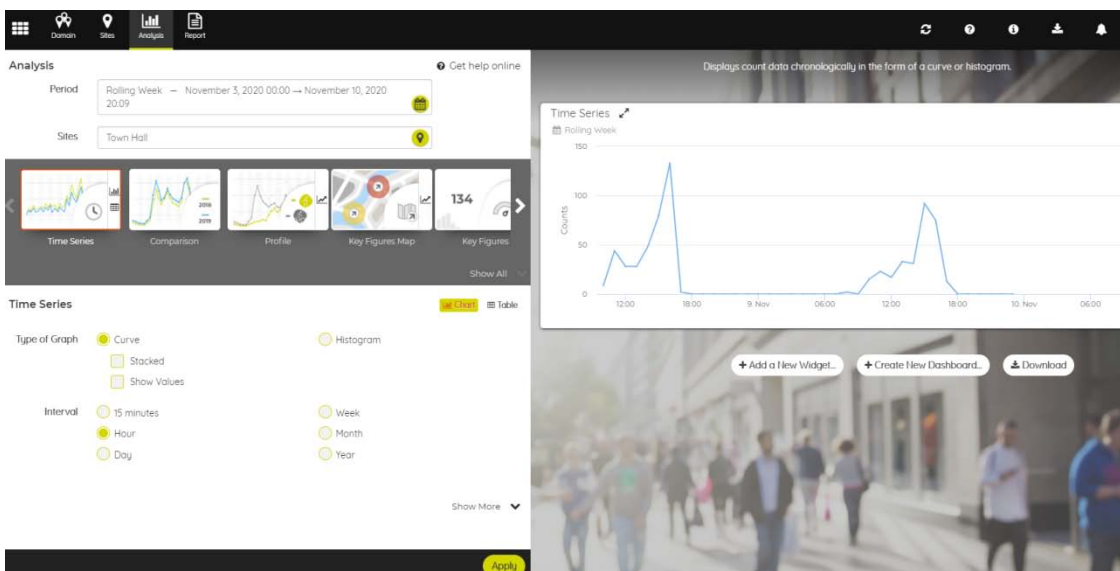 Domain
Sites
Analysis
Report
Analysis
Get help online
Period
Rolling Week — November 3, 2020 00:00 → November 10, 2020
20:09
Sites
Town Hall
2018
2019
134
Time Series
Comparison
Profile
Key Figures Map
Key Figures
Show All
Time Series
Chart
Table
Type of Graph
Curve
Histogram
Stacked
Show Values
Interval
15 minutes
Week
Hour
Month
Day
Year
Show More
Apply
Displays count data chronologically in the form of a curve or histogram.
Time Series
Rolling Week
150
100
50
0
Counts
12:00
18:00
9. Nov
06:00
12:00
18:00
10. Nov
06:00
+ Add a New Widget...
+ Create New Dashboard...
Download